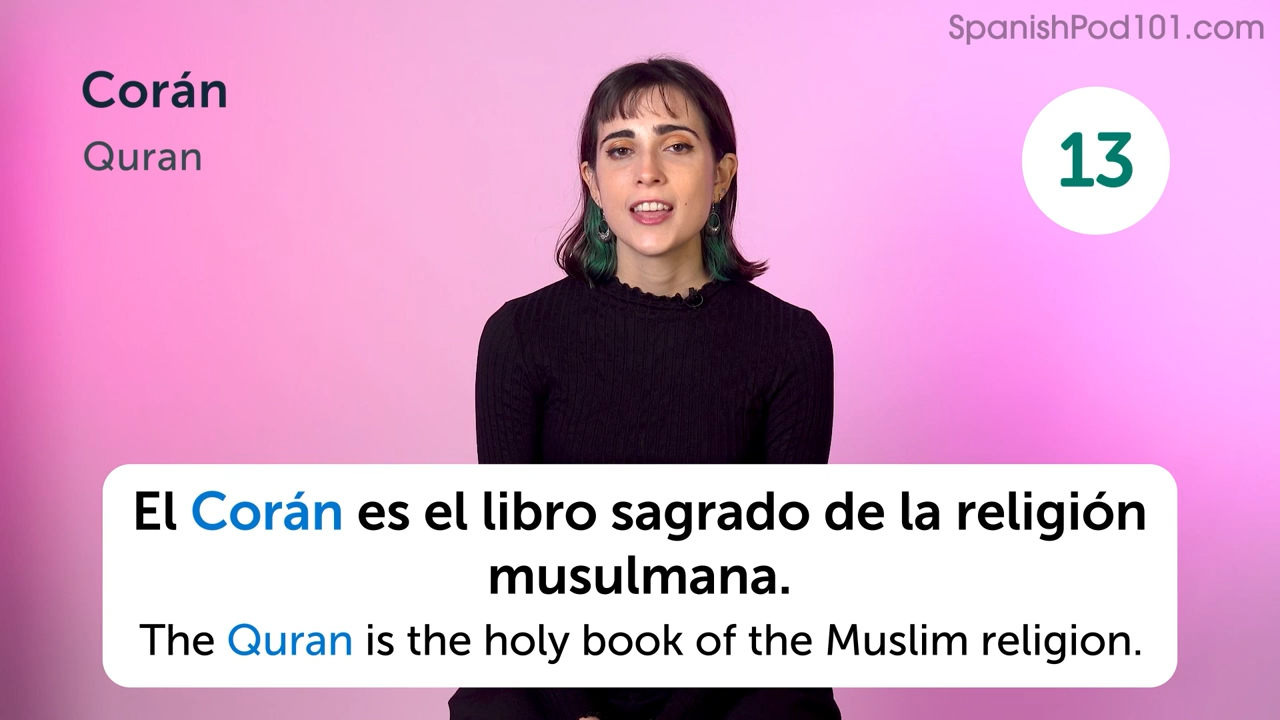 SpanishPod101.com
Corán
Quran
13
El Corán es el libro sagrado de la religión
musulmana.
The Quran is the holy book of the Muslim religion.